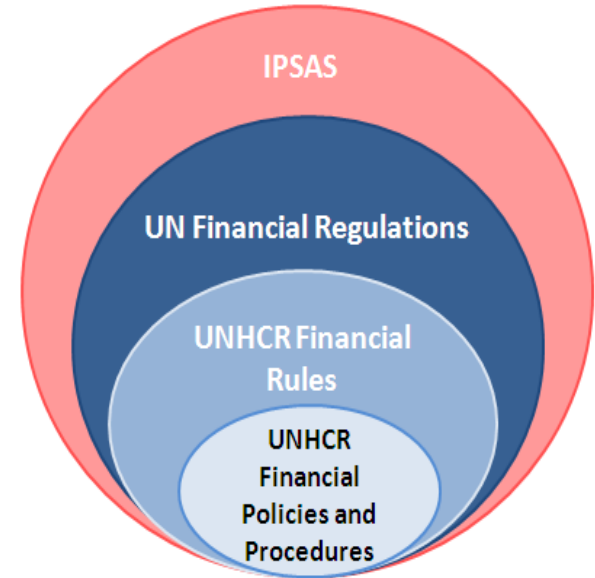 IPSAS
UN Financial Regulations
UNHCR Financial
Rules
UNHCR
Financial
Policies and
Procedures